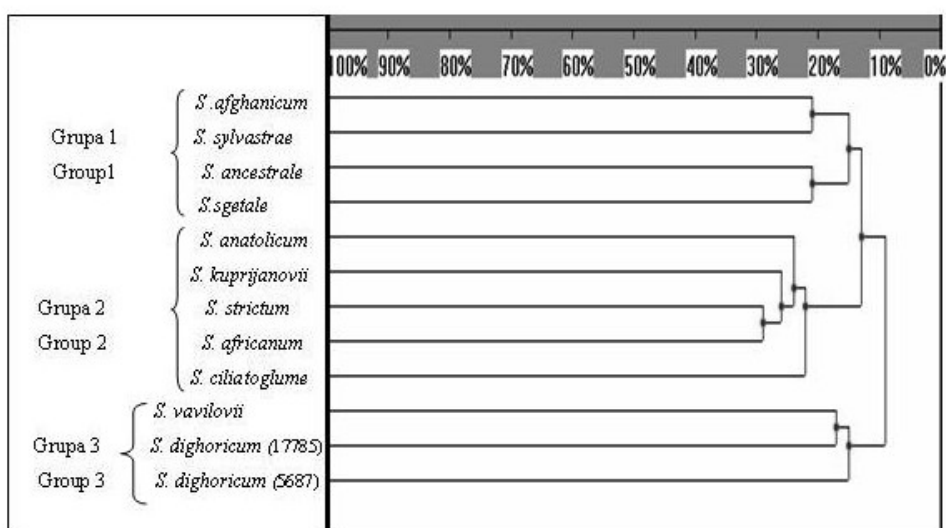 100% 90% 80% 70% 60% 50% 40% 30% 20% 10% 0%
S .afghanicum
Grupa 1 S. sylvastrae
Group1 S. ancestrale
S.sgetale
S. anatolicum
S. kuprijanovii
Grupa 2 S. strictum
Group 2 S. africanum
S. ciliatoglume
S. vavilovii
Grupa 3 S. dighoricum (17785)
Group 3 S. dighoricum (5687)